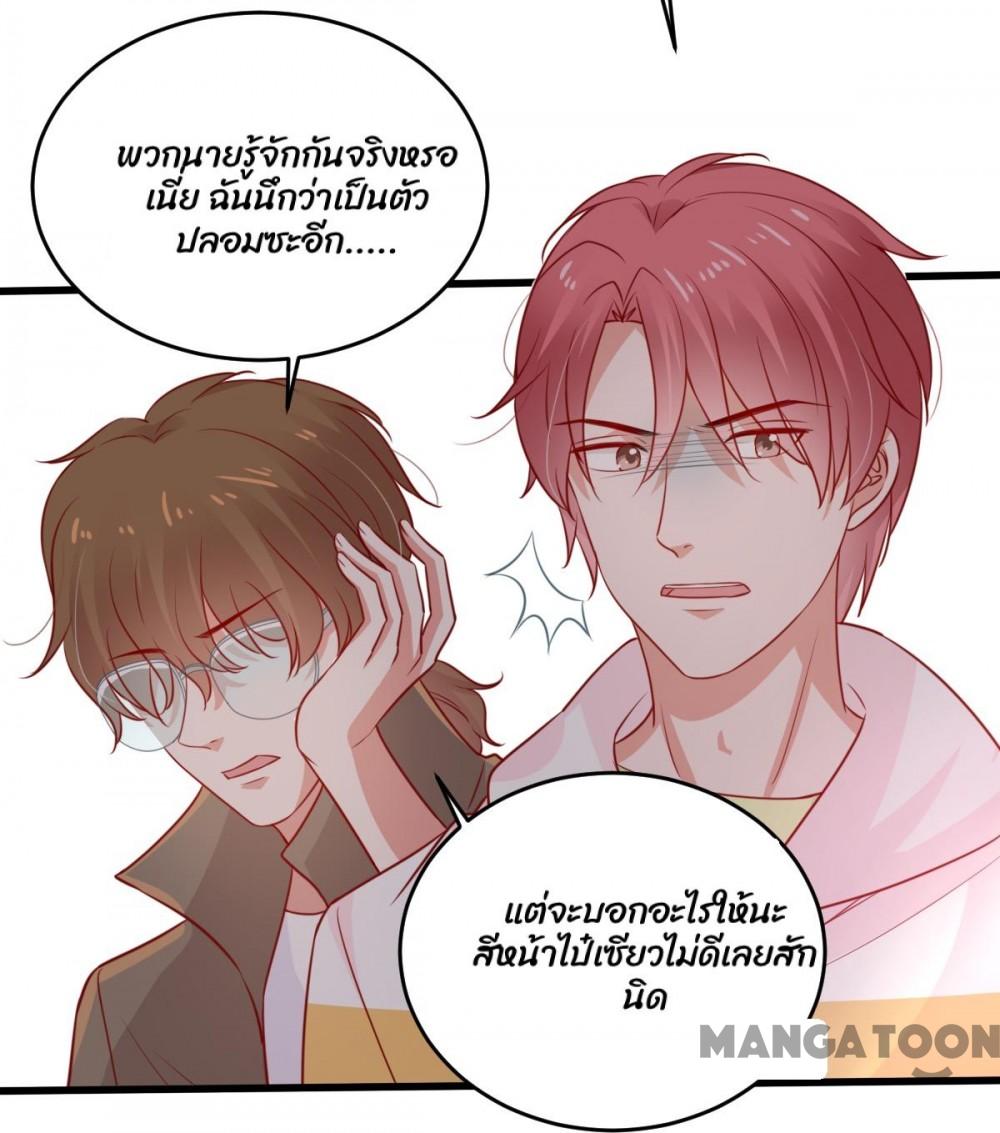 พวกนายรู้จักกันจริงหรอ
เนี่ย ฉันนึกว่าเป็นตัว
ปลอมซะอีก.....
แต่จะบอกอะไรให้นะ
สีหน้าไป๋เซียวไม่ดีเลยสัก
นิด
MANGATOON